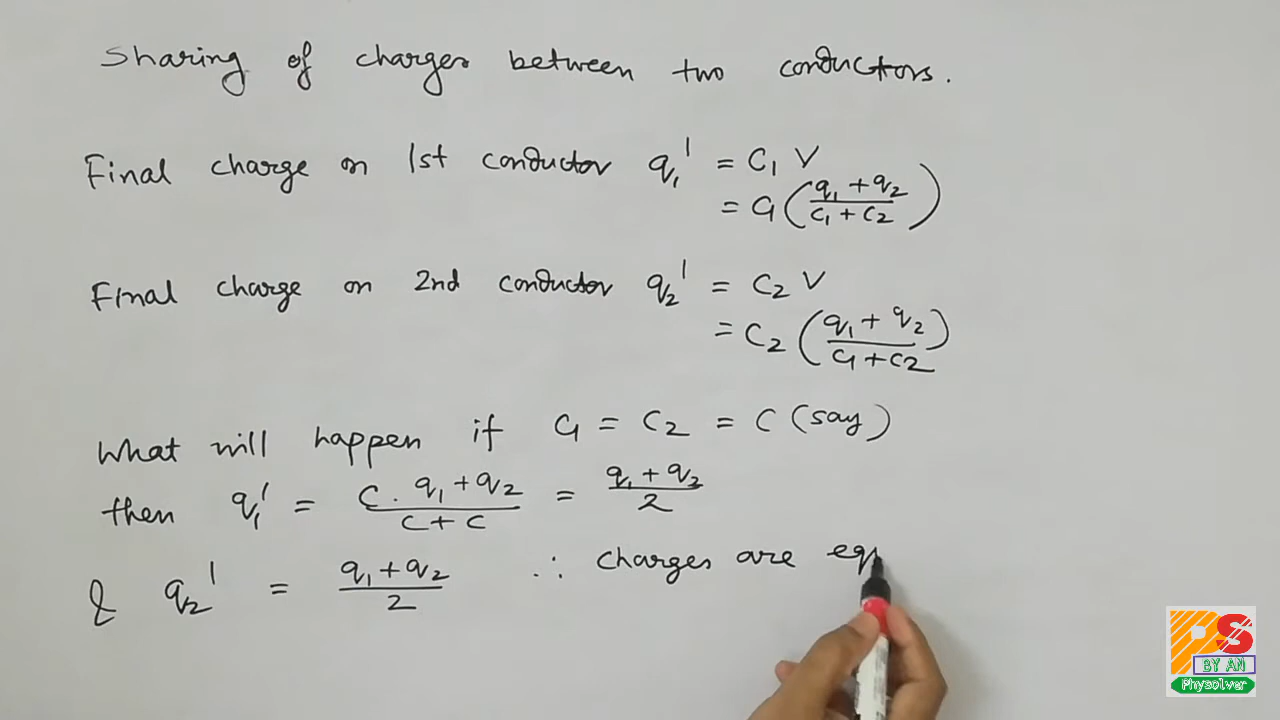 Sharing of charges between two conductors.
Final charge on 1st conductor q₁' = C₁ V
= C₁ (q₁ + q₂ / C₁ + C₂)
Final charge on 2nd conductor q₂' = C₂ V
= C₂ (q₁ + q₂ / C₁ + C₂)
What will happen if C₁ = C₂ = C (say)
then q₁' = C . q₁ + q₂ / C + C = q₁ + q₂ / 2
& q₂' = q₁ + q₂ / 2 ∴ charges are equ
PS
BY AN
Physolver